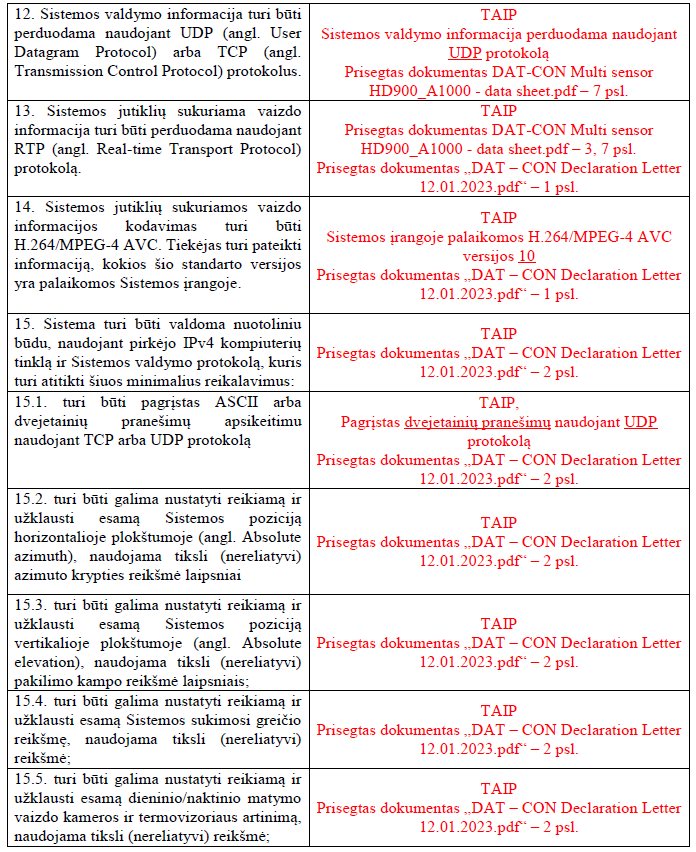 12. Sistemos valdymo informacija turi būti
perduodama naudojant UDP (angl. User
Datagram Protocol) arba TCP (angl.
Transmission Control Protocol) protokolus.
TAIP
Sistemos valdymo informacija perduodama naudojant
UDP protokolą
Prisegtas dokumentas DAT-CON Multi sensor
HD900_A1000 - data sheet.pdf – 7 psl.
13. Sistemos jutiklių sukuriama vaizdo
informacija turi būti perduodama naudojant
RTP (angl. Real-time Transport Protocol)
protokolą.
TAIP
Prisegtas dokumentas DAT-CON Multi sensor
HD900_A1000 - data sheet.pdf – 3, 7 psl.
Prisegtas dokumentas „DAT – CON Declaration Letter
12.01.2023.pdf“ – 1 psl.
14. Sistemos jutiklių sukuriamos vaizdo
informacijos kodavimas turi būti
H.264/MPEG-4 AVC. Tiekėjas turi pateikti
informaciją, kokios šio standarto versijos
yra palaikomos Sistemos įrangoje.
TAIP
Sistemos įrangoje palaikomos H.264/MPEG-4 AVC
versijos 10
Prisegtas dokumentas „DAT – CON Declaration Letter
12.01.2023.pdf“ – 1 psl.
15. Sistema turi būti valdoma nuotoliniu
būdu, naudojant pirkėjo IPv4 kompiuterių
tinklą ir Sistemos valdymo protokolą, kuris
turi atitikti šiuos minimalius reikalavimus:
TAIP
Prisegtas dokumentas „DAT – CON Declaration Letter
12.01.2023.pdf“ – 2 psl.
15.1. turi būti pagrįstas ASCII arba
dvejetainių pranešimų apsikeitimu
naudojant TCP arba UDP protokolą
TAIP,
Pagrįstas dvejetainių pranešimų naudojant UDP
protokolą
Prisegtas dokumentas „DAT – CON Declaration Letter
12.01.2023.pdf“ – 2 psl.
15.2. turi būti galima nustatyti reikiamą ir
užklausti esamą Sistemos poziciją
horizontalioje plokštumoje (angl. Absolute
azimuth), naudojama tiksli (nereliatyvi)
azimuto krypties reikšmė laipsniai
TAIP
Prisegtas dokumentas „DAT – CON Declaration Letter
12.01.2023.pdf“ – 2 psl.
15.3. turi būti galima nustatyti reikiamą ir
užklausti esamą Sistemos poziciją
vertikalioje plokštumoje (angl. Absolute
elevation), naudojama tiksli (nereliatyvi)
pakilimo kampo reikšmė laipsniais;
TAIP
Prisegtas dokumentas „DAT – CON Declaration Letter
12.01.2023.pdf“ – 2 psl.
15.4. turi būti galima nustatyti reikiamą ir
užklausti esamą Sistemos sukimosi greičio
reikšmę, naudojama tiksli (nereliatyvi)
reikšmė;
TAIP
Prisegtas dokumentas „DAT – CON Declaration Letter
12.01.2023.pdf“ – 2 psl.
15.5. turi būti galima nustatyti reikiamą ir
užklausti esamą dieninio/naktinio matymo
vaizdo kameros ir termovizoriaus artinimą,
naudojama tiksli (nereliatyvi) reikšmė;
TAIP
Prisegtas dokumentas „DAT – CON Declaration Letter
12.01.2023.pdf“ – 2 psl.